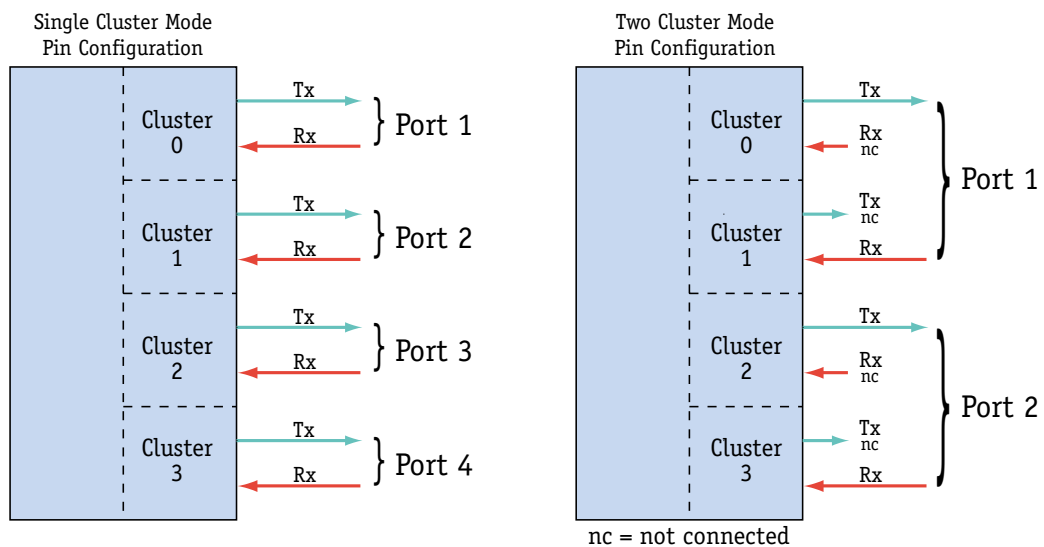 Single Cluster Mode
Pin Configuration
Cluster
0
Tx
Rx
} Port 1
Cluster
1
Tx
Rx
} Port 2
Cluster
2
Tx
Rx
} Port 3
Cluster
3
Tx
Rx
} Port 4
Two Cluster Mode
Pin Configuration
Cluster
0
Tx
Rx
nc
Cluster
1
Tx
nc
Rx
} Port 1
Cluster
2
Tx
Rx
nc
Cluster
3
Tx
nc
Rx
} Port 2
nc = not connected